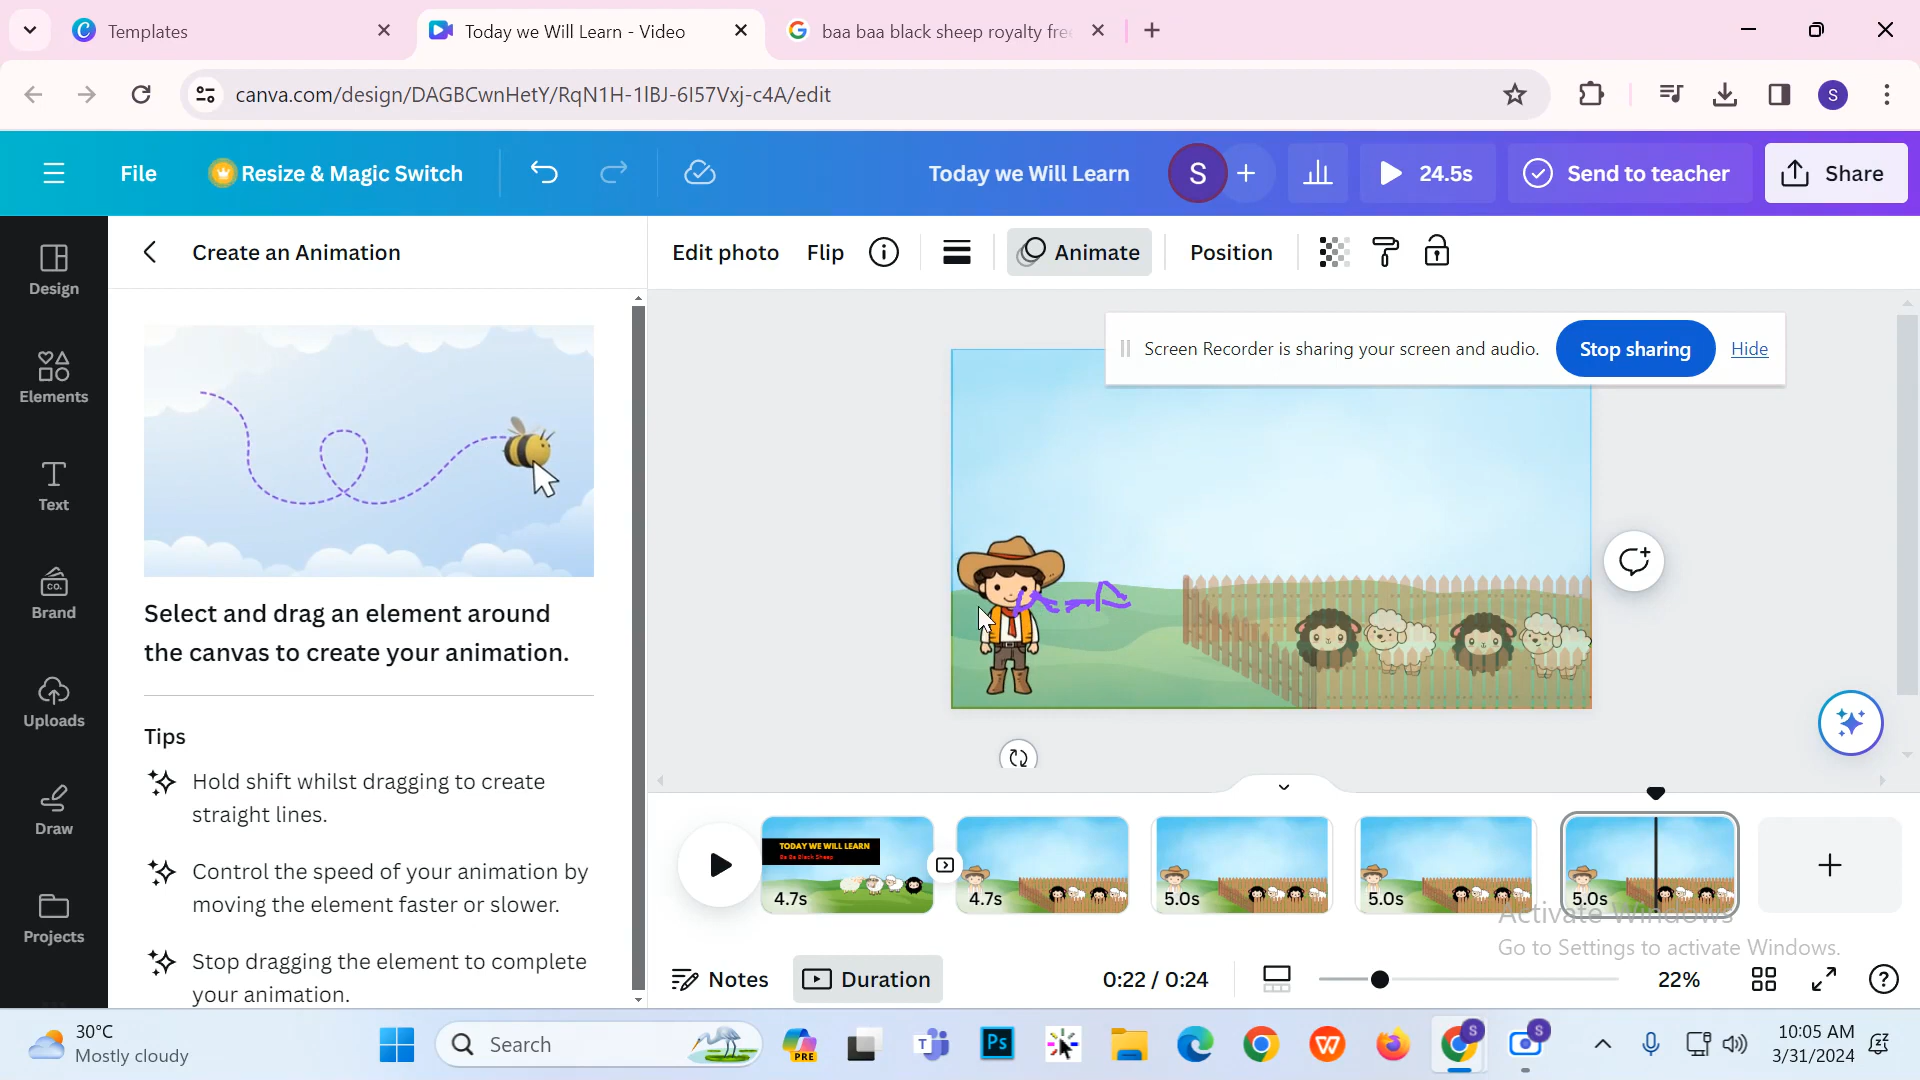 Templates
Today we Will Learn - Video
baa baa black sheep royalty fre
canva.com/design/DAGBCwnHetY/RqN1H-1lBJ-6I57Vxj-c4A/edit
S
File
Resize & Magic Switch
Today we Will Learn
S
24.5s
Send to teacher
Share
Design
Elements
Text
Brand
CO.
Uploads
Draw
Projects
Create an Animation
Select and drag an element around
the canvas to create your animation.
Tips
Hold shift whilst dragging to create
straight lines.
Control the speed of your animation by
moving the element faster or slower.
Stop dragging the element to complete
your animation.
Edit photo
Flip
Animate
Position
Screen Recorder is sharing your screen and audio.
Stop sharing
Hide
TODAY WE WILL LEARN
Ba Ba Black Sheep
4.7s
4.7s
5.0s
5.0s
5.0s
Activate Windows
Go to Settings to activate Windows.
Notes
Duration
0:22 / 0:24
22%
30°C
Mostly cloudy
Search
PRE
Ps
S
S
10:05 AM
3/31/2024